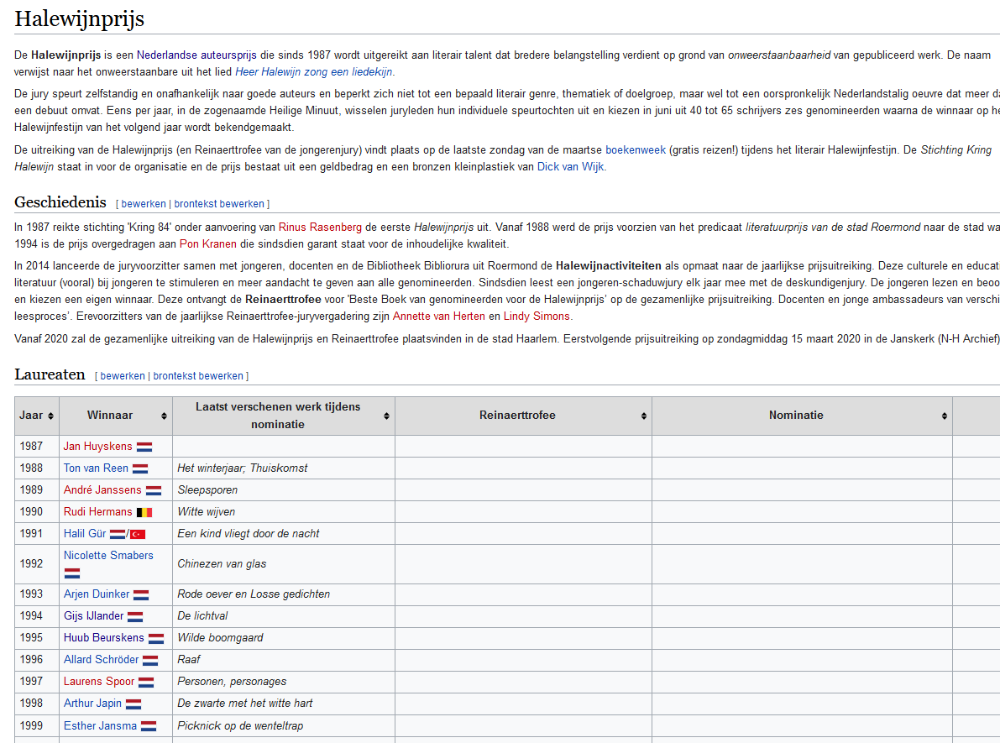 Halewijnprijs
De Halewijnprijs is een Nederlandse auteursprijs die sinds 1987 wordt uitgereikt aan literair talent dat bredere belangstelling verdient op grond van onweerstaanbaarheid van gepubliceerd werk. De naam
verwijst naar het onweerstaanbare uit het lied Heer Halewijn zong een liedekijn.
De jury speurt zelfstandig en onafhankelijk naar goede auteurs en beperkt zich niet tot een bepaald literair genre, thematiek of doelgroep, maar wel tot een oorspronkelijk Nederlandstalig oeuvre dat meer
een debuut omvat. Eens per jaar, in de zogenaamde Heilige Minuut, wisselen juryleden hun individuele speurtochten uit en kiezen in juni uit 40 tot 65 schrijvers zes genomineerden waarna de winnaar op
Halewijnfestijn van het volgend jaar wordt bekendgemaakt.
De uitreiking van de Halewijnprijs (en Reinaerttrofee van de jongerenjury) vindt plaats op de laatste zondag van de maartse boekenweek (gratis reizen!) tijdens het literair Halewijnfestijn. De Stichting Kring
Halewijn staat in voor de organisatie en de prijs bestaat uit een geldbedrag en een bronzen kleinplastiek van Dick van Wijk.
Geschiedenis [ bewerken | brontekst bewerken ]
In 1987 reikte stichting 'Kring 84' onder aanvoering van Rinus Rasenberg de eerste Halewijnprijs uit. Vanaf 1988 werd de prijs voorzien van het predicaat literatuurprijs van de stad Roermond naar de stad
1994 is de prijs overgedragen aan Pon Kranen die sindsdien garant staat voor de inhoudelijke kwaliteit.
In 2014 lanceerde de juryvoorzitter samen met jongeren, docenten en de Bibliotheek Bibliorura uit Roermond de Halewijnactiviteiten als opmaat naar de jaarlijkse prijsuitreiking. Deze culturele en
literatuur (vooral) bij jongeren te stimuleren en meer aandacht te geven aan alle genomineerden. Sindsdien leest een jongeren-schaduwjury elk jaar mee met de deskundigenjury. De jongeren lezen en
en kiezen een eigen winnaar. Deze ontvangt de Reinaerttrofee voor 'Beste Boek van genomineerden voor de Halewijnprijs’ op de gezamenlijke prijsuitreiking. Docenten en jonge ambassadeurs van
leesproces’. Erevoorzitters van de jaarlijkse Reinaerttrofee-juryvergadering zijn Annette van Herten en Lindy Simons.
Vanaf 2020 zal de gezamenlijke uitreiking van de Halewijnprijs en Reinaerttrofee plaatsvinden in de stad Haarlem. Eerstvolgende prijsuitreiking op zondagmiddag 15 maart 2020 in de Janskerk (N-H Archief)
Laureaten [ bewerken | brontekst bewerken ]
Jaar Winnaar Laatst verschenen werk tijdens nominatie Reinaerttrofee Nominatie
1987 Jan Huyskens
1988 Ton van Reen Het winterjaar; Thuiskomst
1989 André Janssens Sleepsporen
1990 Rudi Hermans Witte wijven
1991 Halil Gür / Een kind vliegt door de nacht
1992 Nicolette Smabers Chinezen van glas
1993 Arjen Duinker Rode oever en Losse gedichten
1994 Gijs IJlander De lichtval
1995 Huub Beurskens Wilde boomgaard
1996 Allard Schröder Raaf
1997 Laurens Spoor Personen, personages
1998 Arthur Japin De zwarte met het witte hart
1999 Esther Jansma Picknick op de wenteltrap